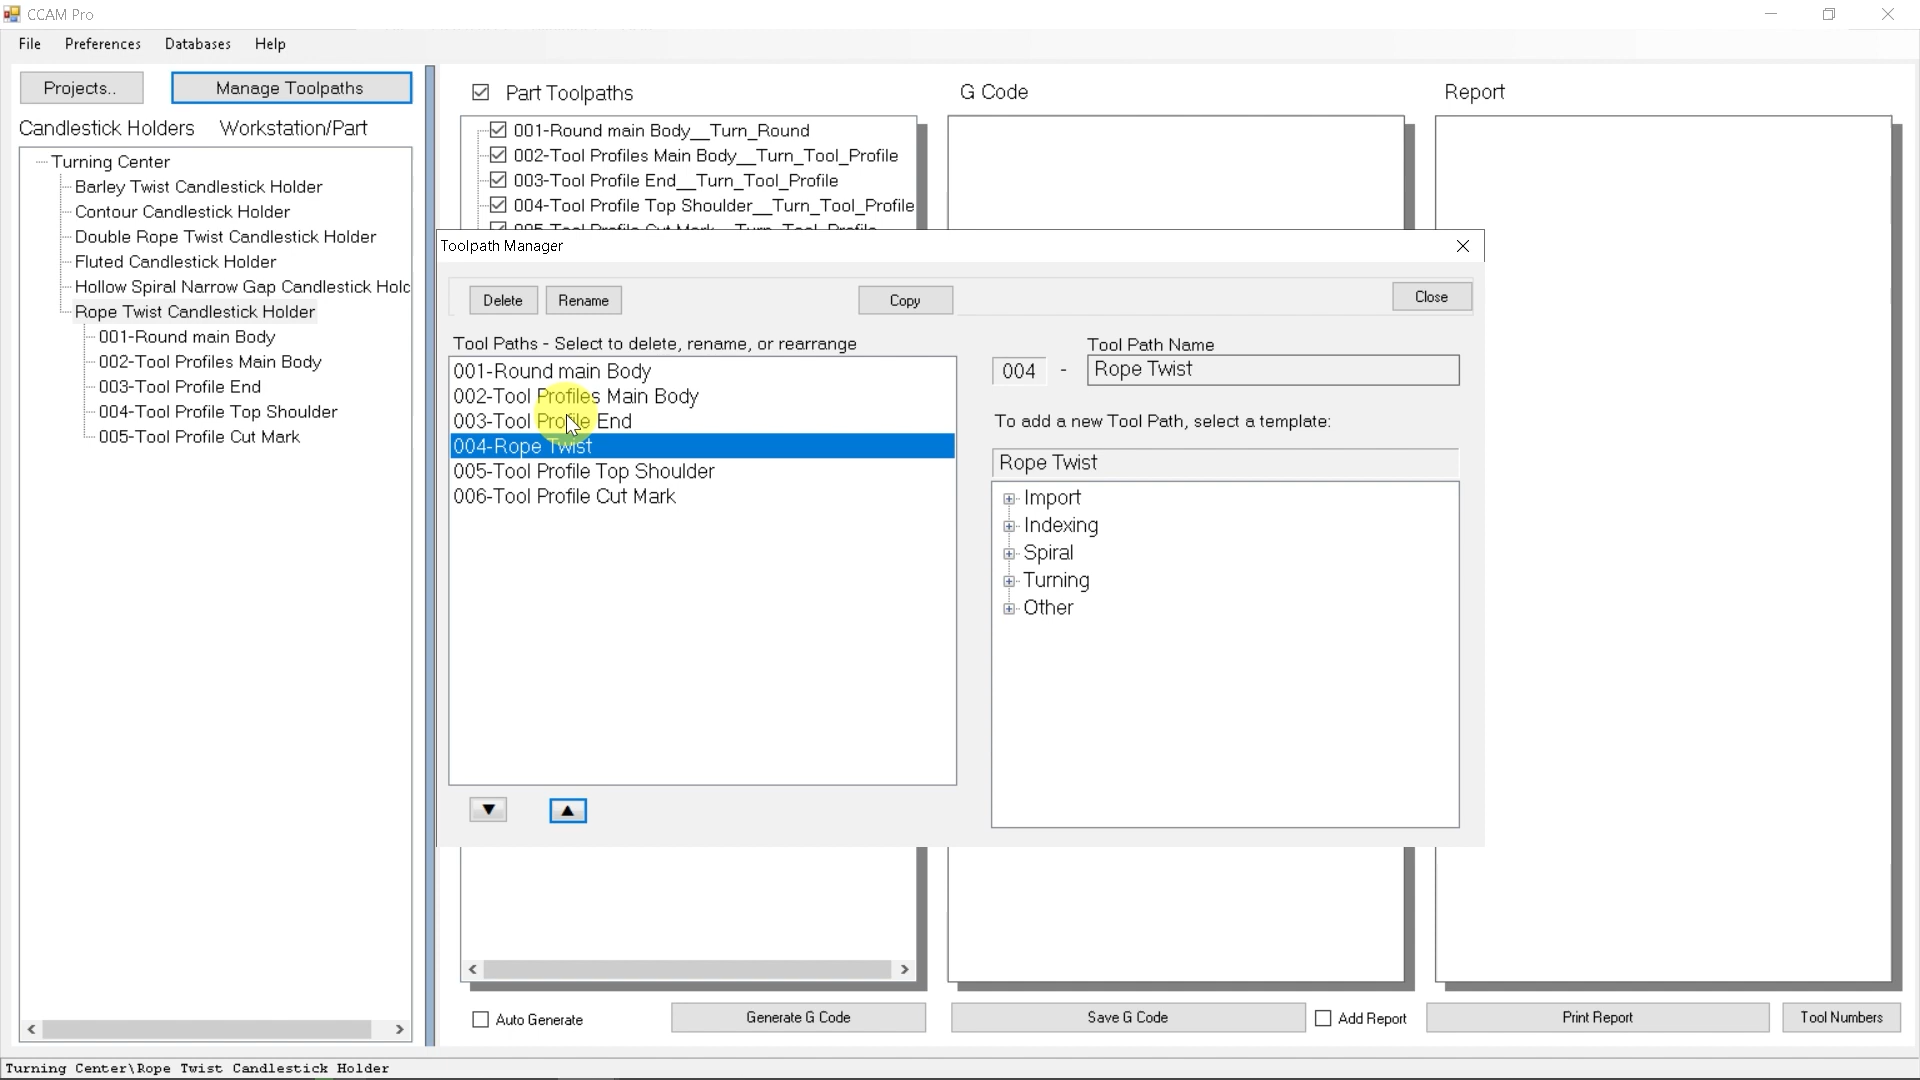 CCAM Pro
File Preferences Databases Help
Projects.. Manage Toolpaths
Candlestick Holders Workstation/Part
Turning Center
Barley Twist Candlestick Holder
Contour Candlestick Holder
Double Rope Twist Candlestick Holder
Fluted Candlestick Holder
Hollow Spiral Narrow Gap Candlestick Holc
Rope Twist Candlestick Holder
001-Round main Body
002-Tool Profiles Main Body
003-Tool Profile End
004-Tool Profile Top Shoulder
005-Tool Profile Cut Mark
Part Toolpaths
001-Round main Body__Turn_Round
002-Tool Profiles Main Body__Turn_Tool_Profile
003-Tool Profile End__Turn_Tool_Profile
004-Tool Profile Top Shoulder__Turn_Tool_Profile
005-Tool Profile Cut Mark__Turn_Tool_Profile
G Code
Report
Toolpath Manager
Delete Rename Copy Close
Tool Paths - Select to delete, rename, or rearrange
001-Round main Body
002-Tool Profiles Main Body
003-Tool Profile End
004-Rope Twist
005-Tool Profile Top Shoulder
006-Tool Profile Cut Mark
Tool Path Name
004 - Rope Twist
To add a new Tool Path, select a template:
Rope Twist
Import
Indexing
Spiral
Turning
Other
Auto Generate Generate G Code Save G Code Add Report Print Report Tool Numbers
Turning Center\Rope Twist Candlestick Holder